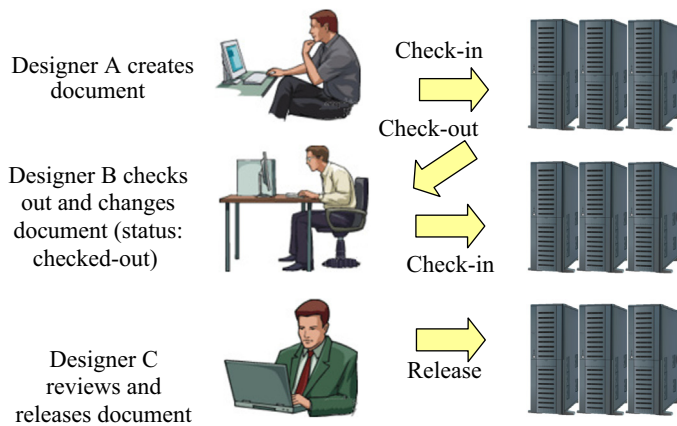 Designer A creates
document
Check-in
Check-out
Designer B checks
out and changes
document (status:
checked-out)
Check-in
Designer C
reviews and
releases document
Release